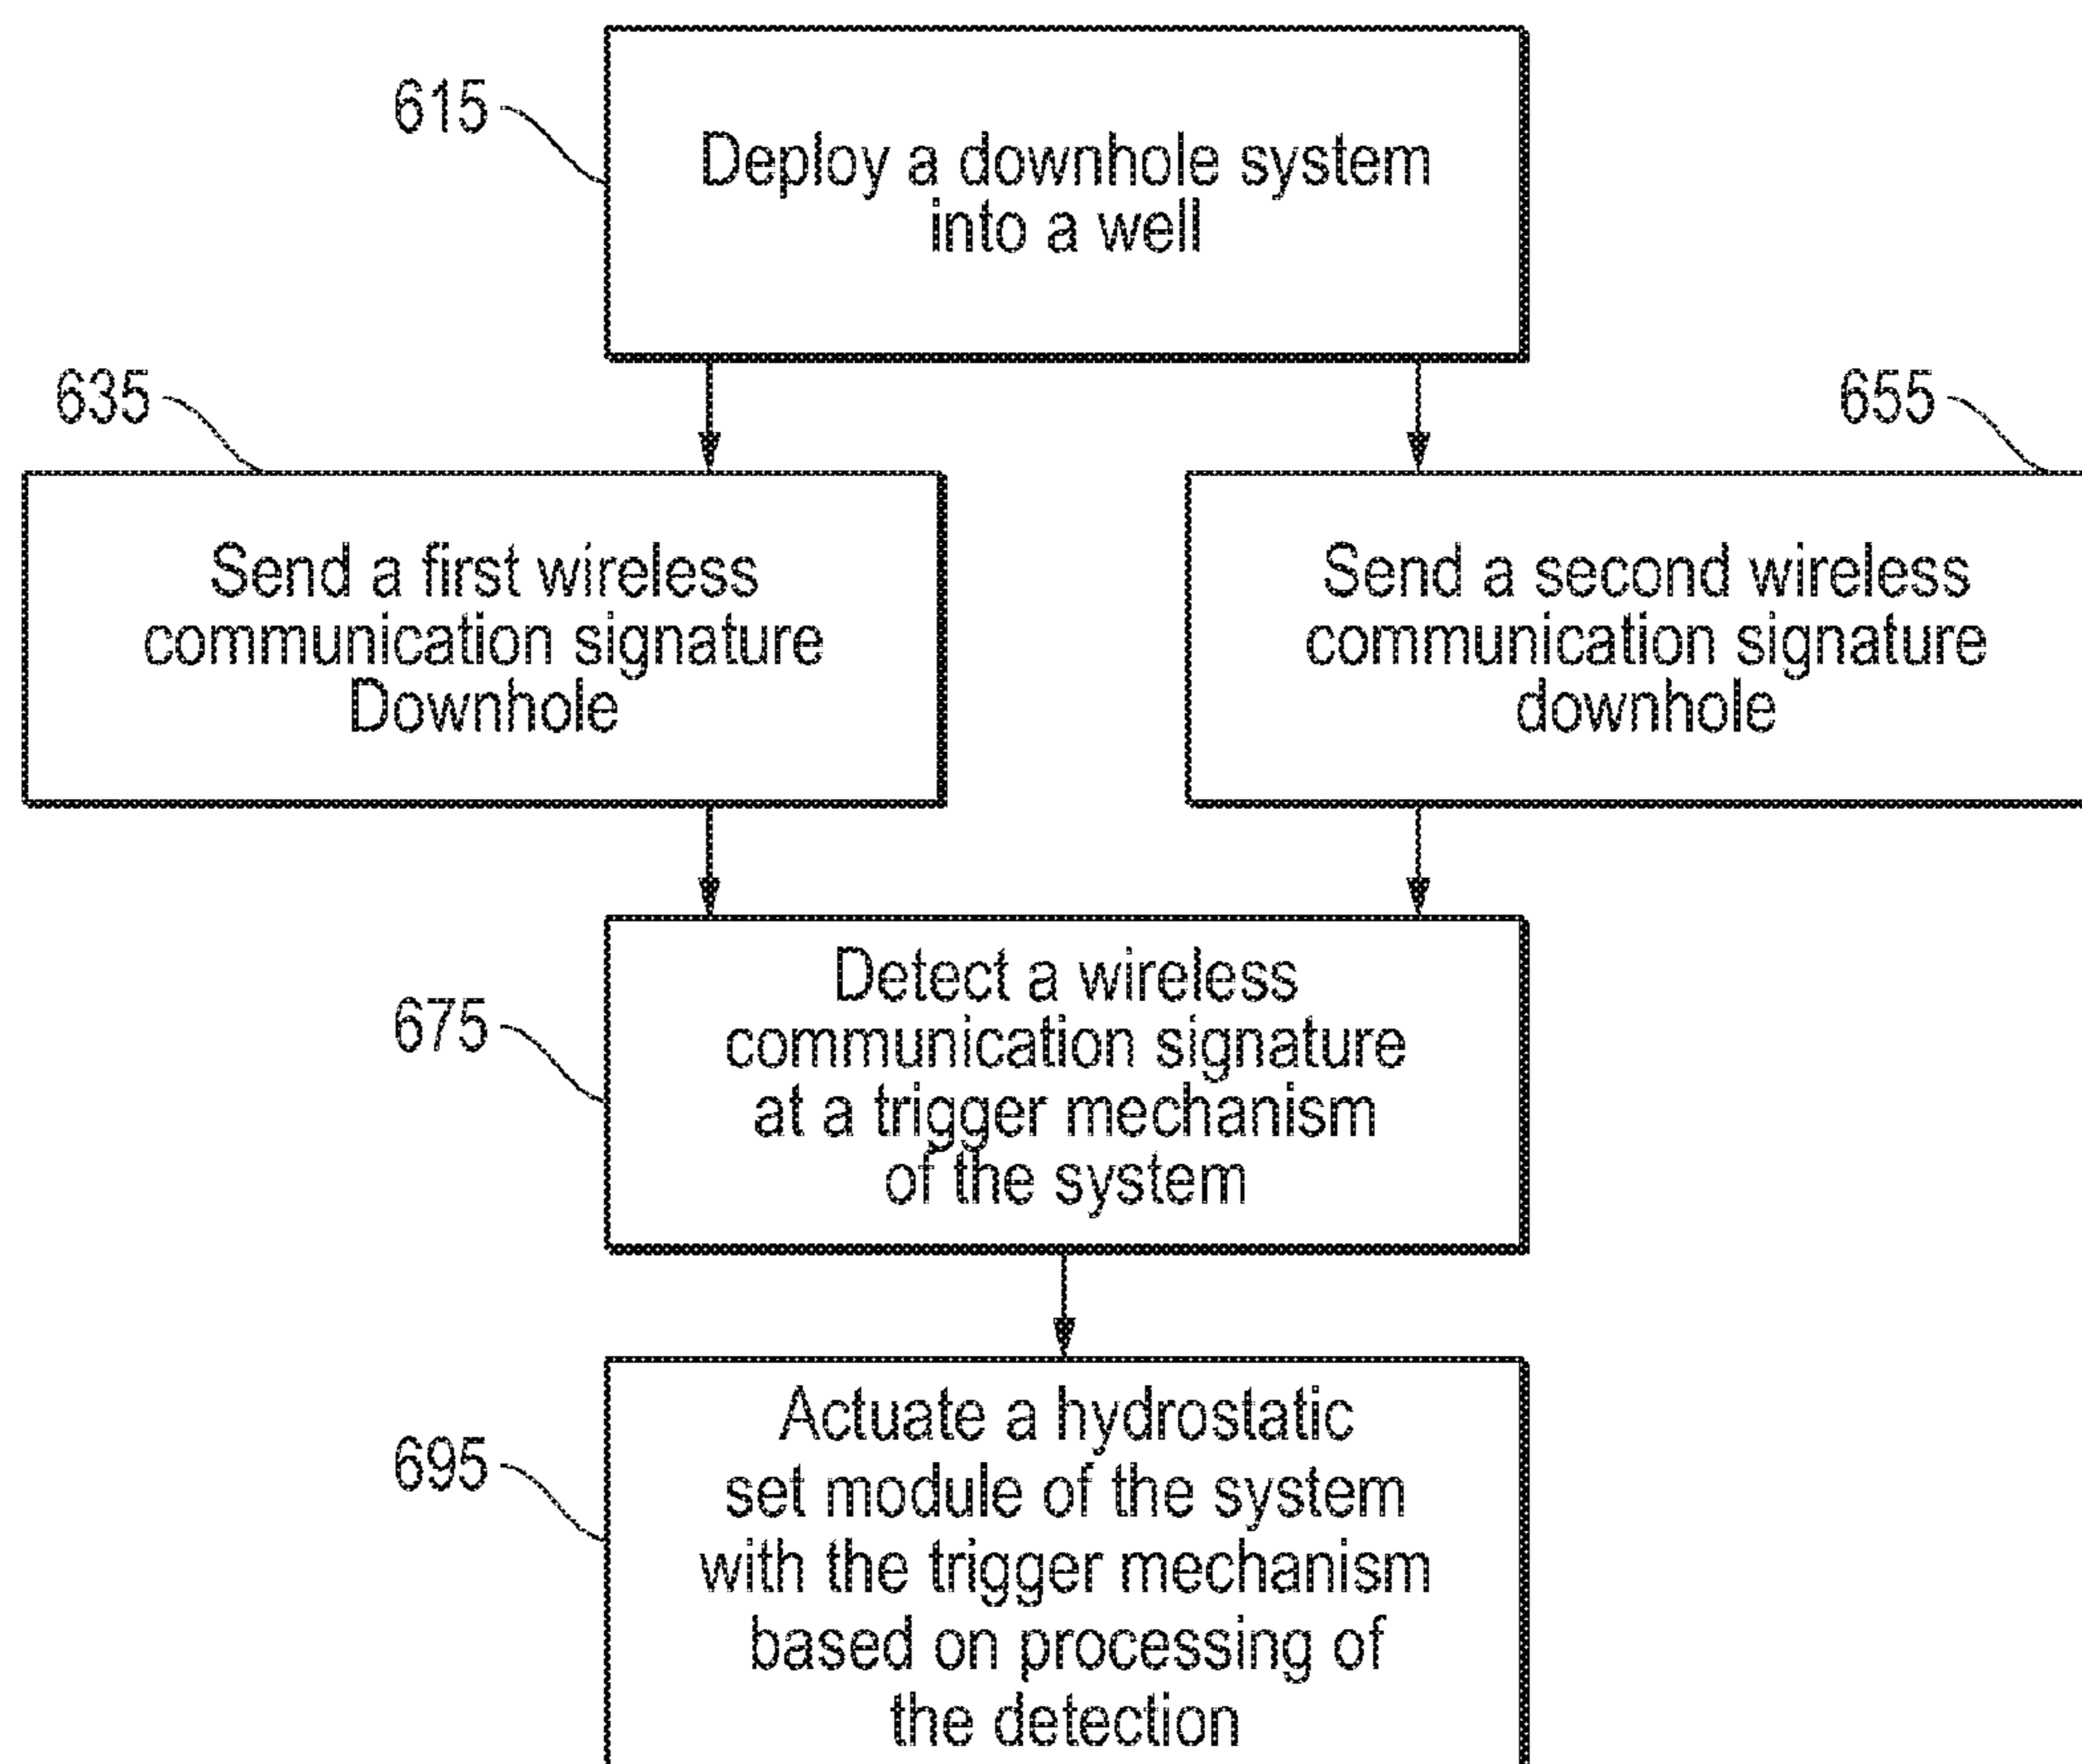 615
Deploy a downhole system
into a well
635
655
Send a first wireless
communication signature
Downhole
Send a second wireless
communication signature
downhole
675
Detect a wireless
communication signature
at a trigger mechanism
of the system
695
Actuate a hydrostatic
set module of the system
with the trigger mechanism
based on processing of
the detection